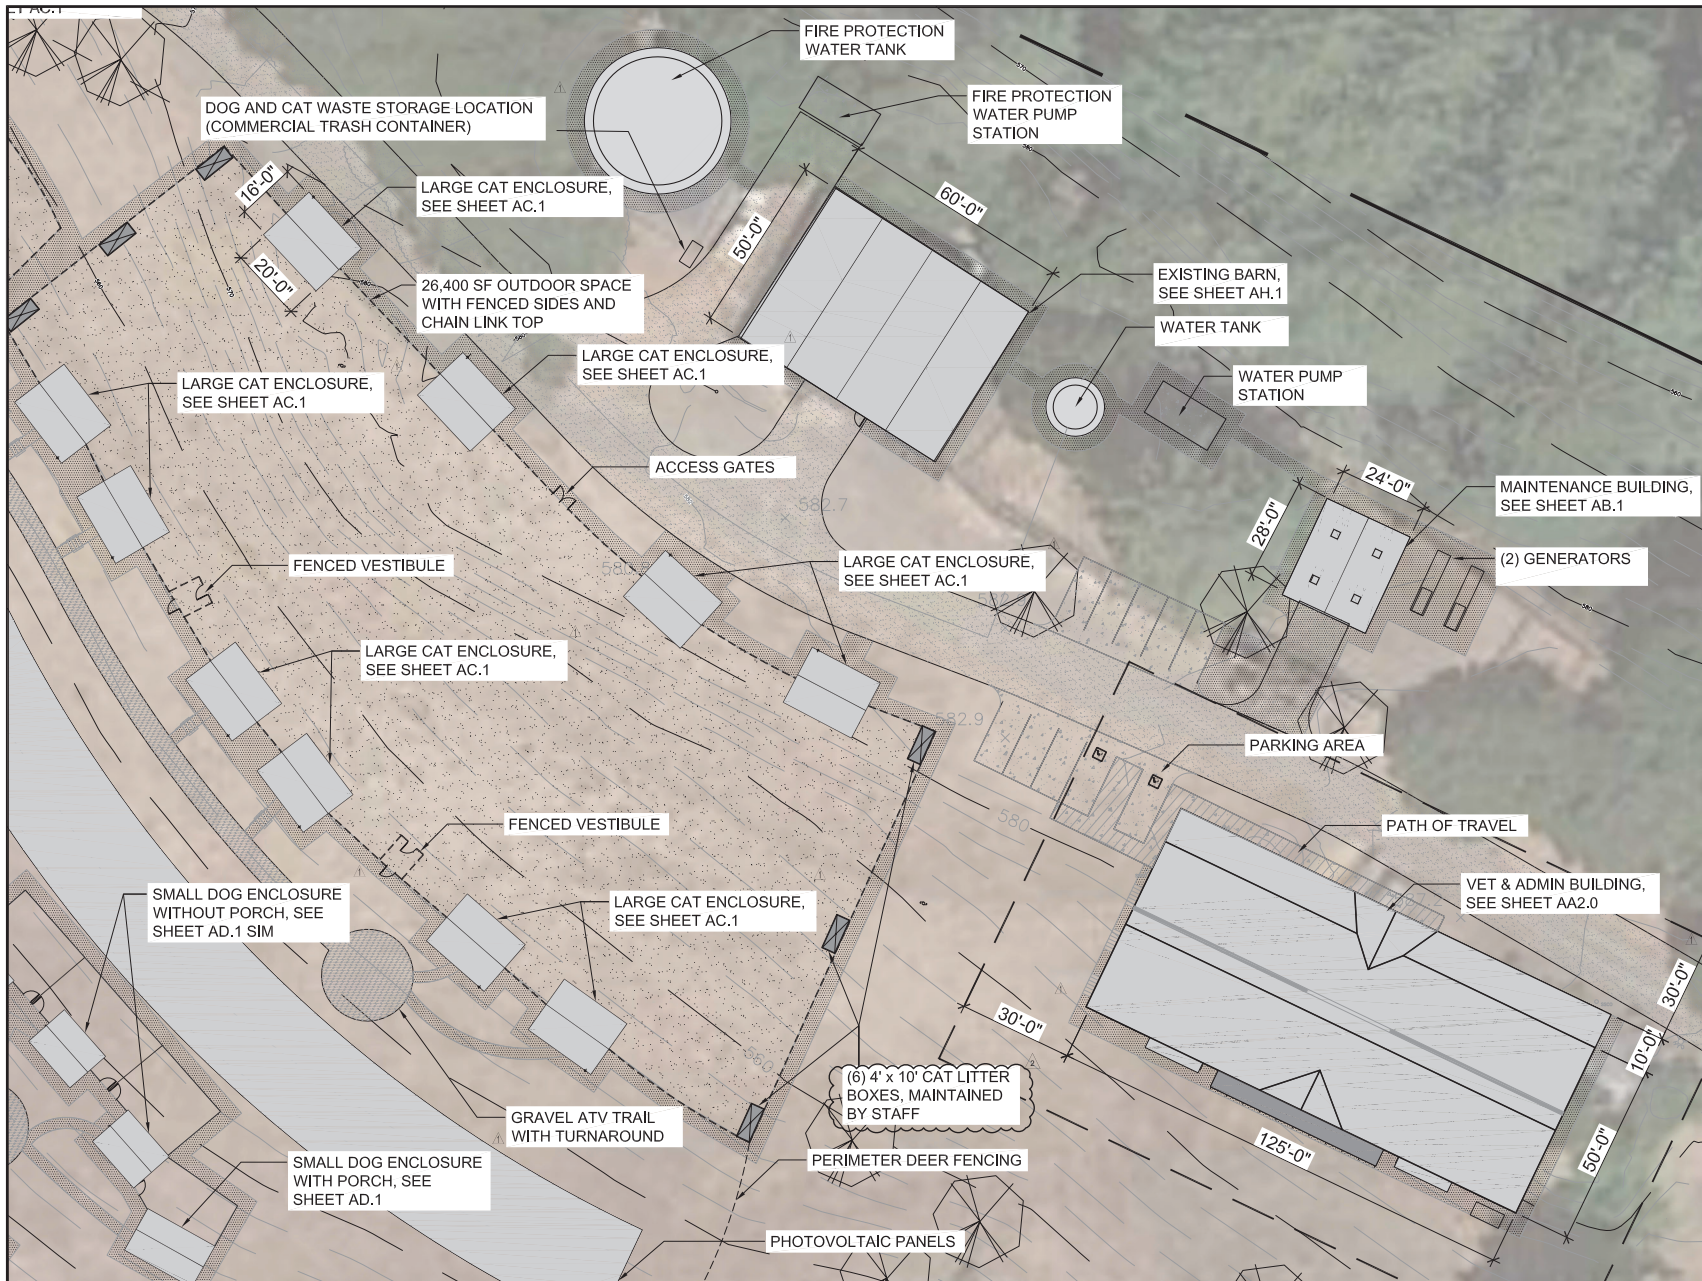 FIRE PROTECTION
WATER TANK
DOG AND CAT WASTE STORAGE LOCATION
(COMMERCIAL TRASH CONTAINER)
FIRE PROTECTION
WATER PUMP
STATION
16'-0"
LARGE CAT ENCLOSURE,
SEE SHEET AC.1
60'-0"
50'-0"
20'-0"
26,400 SF OUTDOOR SPACE
WITH FENCED SIDES AND
CHAIN LINK TOP
EXISTING BARN,
SEE SHEET AH.1
WATER TANK
LARGE CAT ENCLOSURE,
SEE SHEET AC.1
LARGE CAT ENCLOSURE,
SEE SHEET AC.1
WATER PUMP
STATION
ACCESS GATES
24'-0"
MAINTENANCE BUILDING,
SEE SHEET AB.1
582.7
28'-0"
FENCED VESTIBULE
LARGE CAT ENCLOSURE,
SEE SHEET AC.1
(2) GENERATORS
LARGE CAT ENCLOSURE,
SEE SHEET AC.1
582.9
PARKING AREA
580
FENCED VESTIBULE
PATH OF TRAVEL
SMALL DOG ENCLOSURE
WITHOUT PORCH, SEE
SHEET AD.1 SIM
LARGE CAT ENCLOSURE,
SEE SHEET AC.1
VET & ADMIN BUILDING,
SEE SHEET AA2.0
30'-0"
30'-0"
10'-0"
560
(6) 4' x 10' CAT LITTER
BOXES, MAINTAINED
BY STAFF
GRAVEL ATV TRAIL
WITH TURNAROUND
125'-0"
50'-0"
SMALL DOG ENCLOSURE
WITH PORCH, SEE
SHEET AD.1
PERIMETER DEER FENCING
PHOTOVOLTAIC PANELS